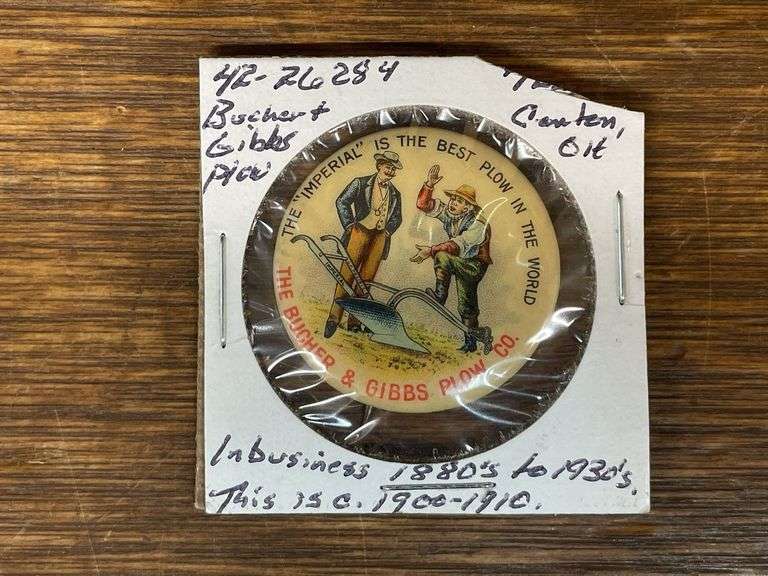 42-26284
Bucher +
Gibbs
Plow
Canton,
OH
THE "IMPERIAL" IS THE BEST PLOW IN THE WORLD
THE BUCHER & GIBBS PLOW CO.
In business 1880's to 1930's.
This is c. 1900-1910.